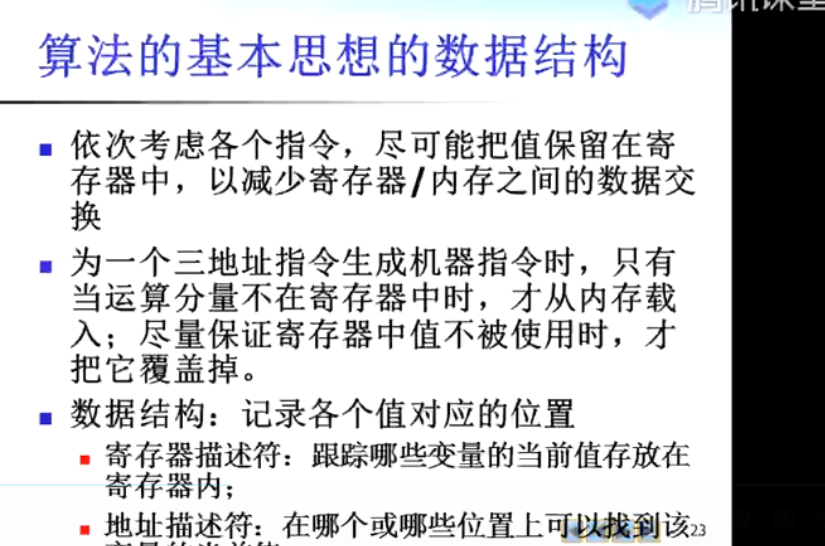 腾讯课堂
算法的基本思想的数据结构
依次考虑各个指令，尽可能把值保留在寄
存器中，以减少寄存器/内存之间的数据交
换
为一个三地址指令生成机器指令时，只有
当运算分量不在寄存器中时，才从内存载
入；尽量保证寄存器中值不被使用时，才
把它覆盖掉。
数据结构：记录各个值对应的位置
寄存器描述符：跟踪哪些变量的当前值存放在
寄存器内；
地址描述符：在哪个或哪些位置上可以找到该
23